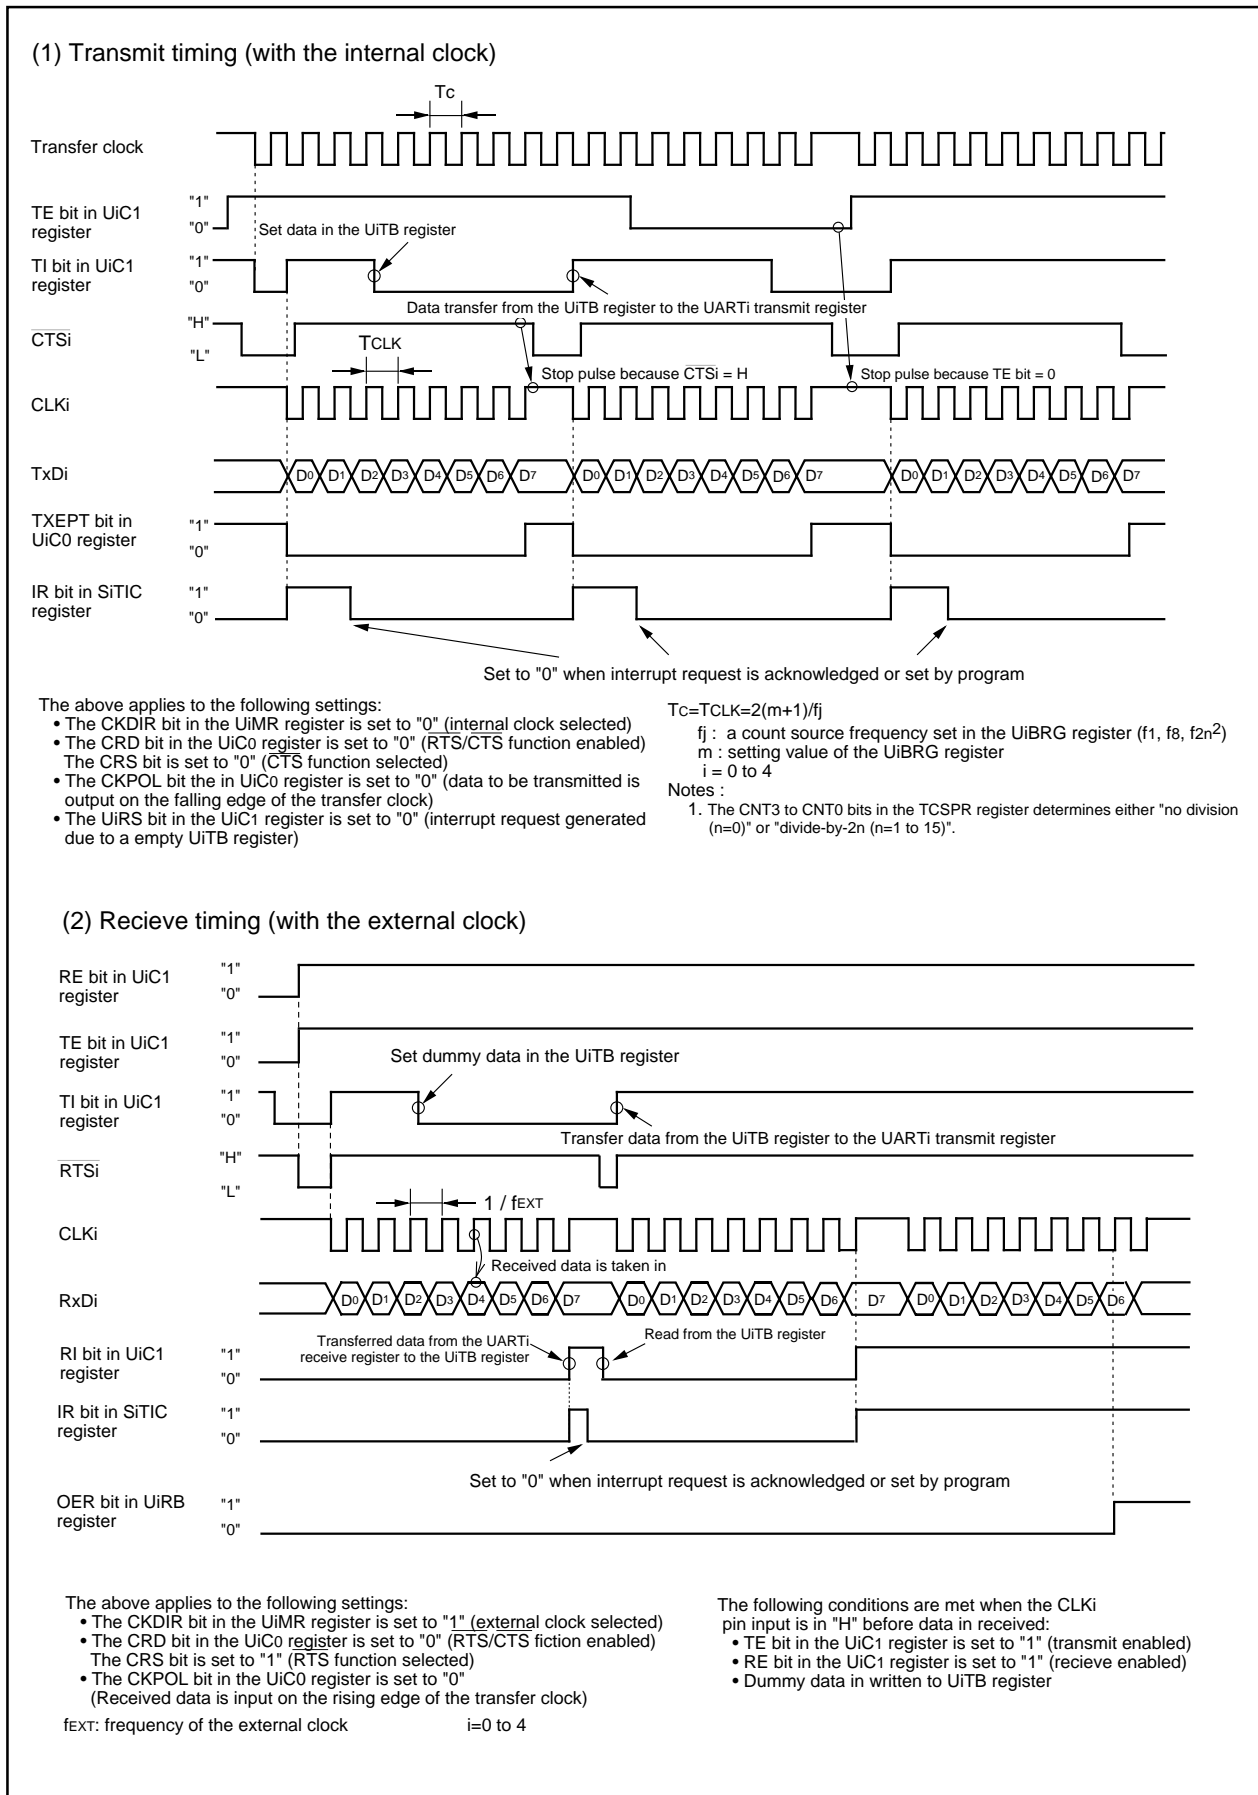 (1) Transmit timing (with the internal clock)
Tc
Transfer clock
TE bit in UiC1
register
"1"
"0"
Set data in the UiTB register
TI bit in UiC1
register
"1"
"0"
Data transfer from the UiTB register to the UARTi transmit register
CTSi
"H"
"L"
TCLK
Stop pulse because CTSi = H
Stop pulse because TE bit = 0
CLKi
TxDi
D0 D1 D2 D3 D4 D5 D6 D7 D0 D1 D2 D3 D4 D5 D6 D7 D0 D1 D2 D3 D4 D5 D6 D7
TXEPT bit in
UiC0 register
"1"
"0"
IR bit in SiTIC
register
"1"
"0"
Set to "0" when interrupt request is acknowledged or set by program
The above applies to the following settings:
• The CKDIR bit in the UiMR register is set to "0" (internal clock selected)
• The CRD bit in the UiC0 register is set to "0" (RTS/CTS function enabled)
The CRS bit is set to "0" (CTS function selected)
• The CKPOL bit the in UiC0 register is set to "0" (data to be transmitted is
output on the falling edge of the transfer clock)
• The UiRS bit in the UiC1 register is set to "0" (interrupt request generated
due to a empty UiTB register)
Tc=TCLK=2(m+1)/fj
fj : a count source frequency set in the UiBRG register (f1, f8, f2n²)
m : setting value of the UiBRG register
i = 0 to 4
Notes :
1. The CNT3 to CNT0 bits in the TCSPR register determines either "no division
(n=0)" or "divide-by-2n (n=1 to 15)".
(2) Recieve timing (with the external clock)
RE bit in UiC1
register
"1"
"0"
TE bit in UiC1
register
"1"
"0"
Set dummy data in the UiTB register
TI bit in UiC1
register
"1"
"0"
Transfer data from the UiTB register to the UARTi transmit register
RTSi
"H"
"L"
1 / fEXT
CLKi
Received data is taken in
RxDi
D0 D1 D2 D3 D4 D5 D6 D7 D0 D1 D2 D3 D4 D5 D6 D7 D0 D1 D2 D3 D4 D5 D6
Transferred data from the UARTi
receive register to the UiTB register
Read from the UiTB register
RI bit in UiC1
register
"1"
"0"
IR bit in SiTIC
register
"1"
"0"
Set to "0" when interrupt request is acknowledged or set by program
OER bit in UiRB
register
"1"
"0"
The above applies to the following settings:
• The CKDIR bit in the UiMR register is set to "1" (external clock selected)
• The CRD bit in the UiC0 register is set to "0" (RTS/CTS fiction enabled)
The CRS bit is set to "1" (RTS function selected)
• The CKPOL bit in the UiC0 register is set to "0"
(Received data is input on the rising edge of the transfer clock)
fEXT: frequency of the external clock
i=0 to 4
The following conditions are met when the CLKi
pin input is in "H" before data in received:
• TE bit in the UiC1 register is set to "1" (transmit enabled)
• RE bit in the UiC1 register is set to "1" (recieve enabled)
• Dummy data in written to UiTB register